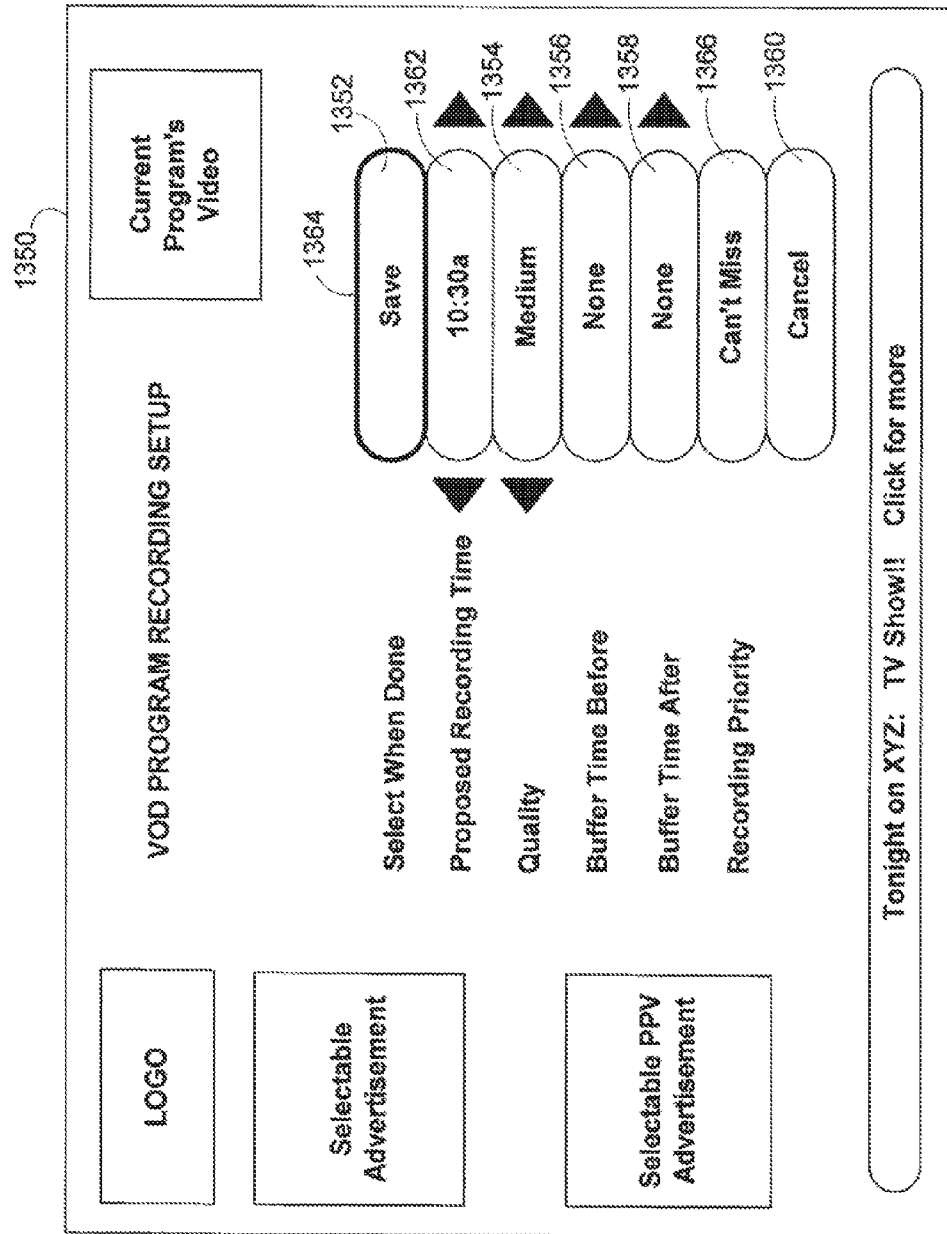 1350
LOGO
VOD PROGRAM RECORDING SETUP
Current
Program's
Video
Selectable
Advertisement
1364
Select When Done
Save
1352
Proposed Recording Time
10:30a
1362
Quality
Medium
1354
Selectable PPV
Advertisement
Buffer Time Before
None
1356
Buffer Time After
None
1358
Recording Priority
Can't Miss
1366
Cancel
1360
Tonight on XYZ: TV Show!! Click for more